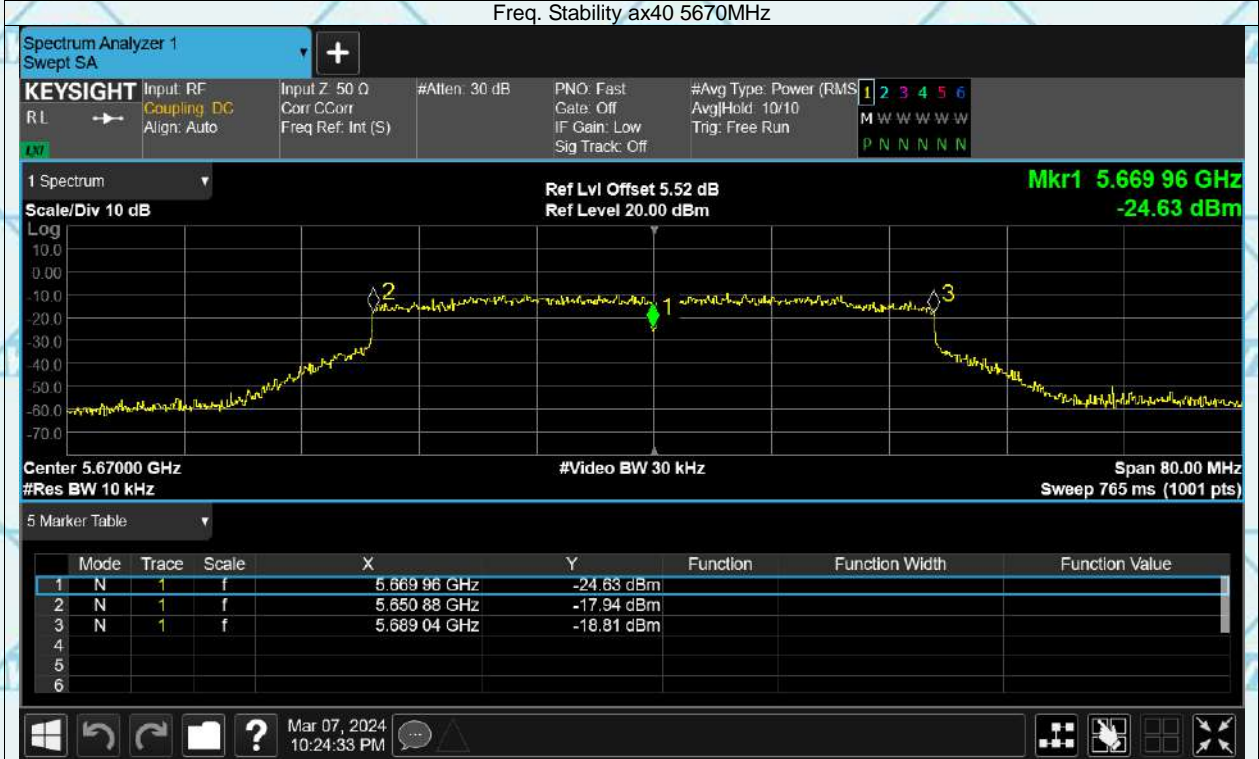 Freq. Stability ax40 5670MHz
Spectrum Analyzer 1
Swept SA
+
KEYSIGHT
R L
LXI
Input: RF
Coupling: DC
Align: Auto
Input Z: 50 Ω
Corr CCorr
Freq Ref: Int (S)
#Atten: 30 dB
PNO: Fast
Gate: Off
IF Gain: Low
Sig Track: Off
#Avg Type: Power (RMS
Avg|Hold: 10/10
Trig: Free Run
1 2 3 4 5 6
M W W W W W
P N N N N N
1 Spectrum
Scale/Div 10 dB
Ref Lvl Offset 5.52 dB
Ref Level 20.00 dBm
Mkr1 5.669 96 GHz
-24.63 dBm
Log
10.0
0.00
-10.0
-20.0
-30.0
-40.0
-50.0
-60.0
-70.0
2
1
3
Center 5.67000 GHz
#Res BW 10 kHz
#Video BW 30 kHz
Span 80.00 MHz
Sweep 765 ms (1001 pts)
5 Marker Table
Mode Trace Scale X Y Function Function Width Function Value
1 N 1 f 5.669 96 GHz -24.63 dBm
2 N 1 f 5.650 88 GHz -17.94 dBm
3 N 1 f 5.689 04 GHz -18.81 dBm
4
5
6
?
Mar 07, 2024
10:24:33 PM